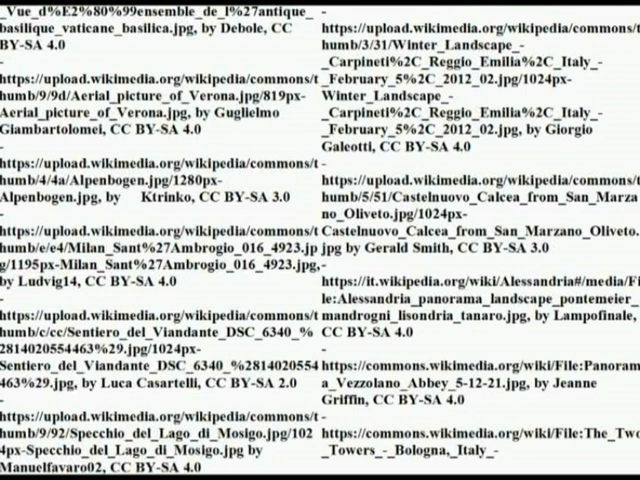 _Vue_d%E2%80%99ensemble_de_l%27antique_
basilique_vaticane_basilica.jpg, by Debole, CC
BY-SA 4.0
-
https://upload.wikimedia.org/wikipedia/commons/t
humb/9/9d/Aerial_picture_of_Verona.jpg/819px-
Aerial_picture_of_Verona.jpg, by Guglielmo
Giambartolomei, CC BY-SA 4.0
-
https://upload.wikimedia.org/wikipedia/commons/t
humb/4/4a/Alpenbogen.jpg/1280px-
Alpenbogen.jpg, by Ktrinko, CC BY-SA 3.0
-
https://upload.wikimedia.org/wikipedia/commons/t
humb/e/e4/Milan_Sant%27Ambrogio_016_4923.jp
g/1195px-Milan_Sant%27Ambrogio_016_4923.jpg,
by Ludvig14, CC BY-SA 4.0
-
https://upload.wikimedia.org/wikipedia/commons/t
humb/c/cc/Sentiero_del_Viandante_DSC_6340_%
2814020554463%29.jpg/1024px-
Sentiero_del_Viandante_DSC_6340_%2814020554
463%29.jpg, by Luca Casartelli, CC BY-SA 2.0
-
https://upload.wikimedia.org/wikipedia/commons/t
humb/9/92/Specchio_del_Lago_di_Mosigo.jpg/102
4px-Specchio_del_Lago_di_Mosigo.jpg by
Manuelfavaro02, CC BY-SA 4.0
-
https://upload.wikimedia.org/wikipedia/commons/t
humb/3/31/Winter_Landscape_-
_Carpineti%2C_Reggio_Emilia%2C_Italy_-
_February_5%2C_2012_02.jpg/1024px-
Winter_Landscape_-
_Carpineti%2C_Reggio_Emilia%2C_Italy_-
_February_5%2C_2012_02.jpg, by Giorgio
Galeotti, CC BY-SA 4.0
-
https://upload.wikimedia.org/wikipedia/commons/t
humb/5/51/Castelnuovo_Calcea_from_San_Marza
no_Oliveto.jpg/1024px-
Castelnuovo_Calcea_from_San_Marzano_Oliveto.
jpg by Gerald Smith, CC BY-SA 3.0
-
https://it.wikipedia.org/wiki/Alessandria#/media/Fi
le:Alessandria_panorama_landscape_pontemeier_
mandrogni_lisondria_tanaro.jpg, by Lampofinale,
CC BY-SA 4.0
-
https://commons.wikimedia.org/wiki/File:Panoram
a_Vezzolano_Abbey_5-12-21.jpg, by Jeanne
Griffin, CC BY-SA 4.0
-
https://commons.wikimedia.org/wiki/File:The_Two
_Towers_-_Bologna,_Italy_-